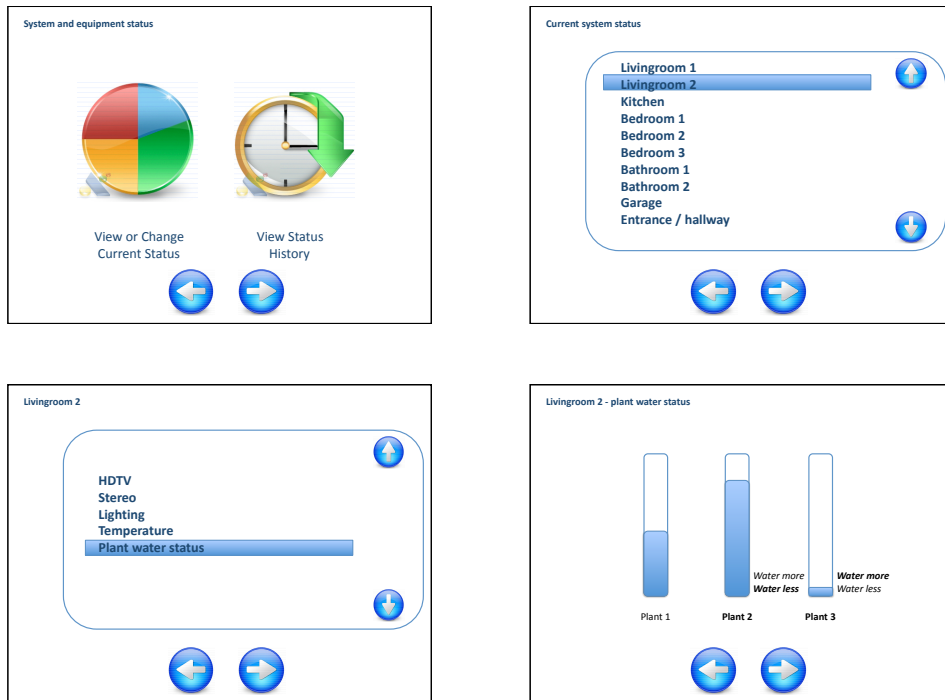 System and equipment status
View or Change
Current Status
View Status
History
Current system status
Livingroom 1
Livingroom 2
Kitchen
Bedroom 1
Bedroom 2
Bedroom 3
Bathroom 1
Bathroom 2
Garage
Entrance / hallway
Livingroom 2
HDTV
Stereo
Lighting
Temperature
Plant water status
Livingroom 2 - plant water status
Water more
Water less
Water more
Water less
Plant 1
Plant 2
Plant 3